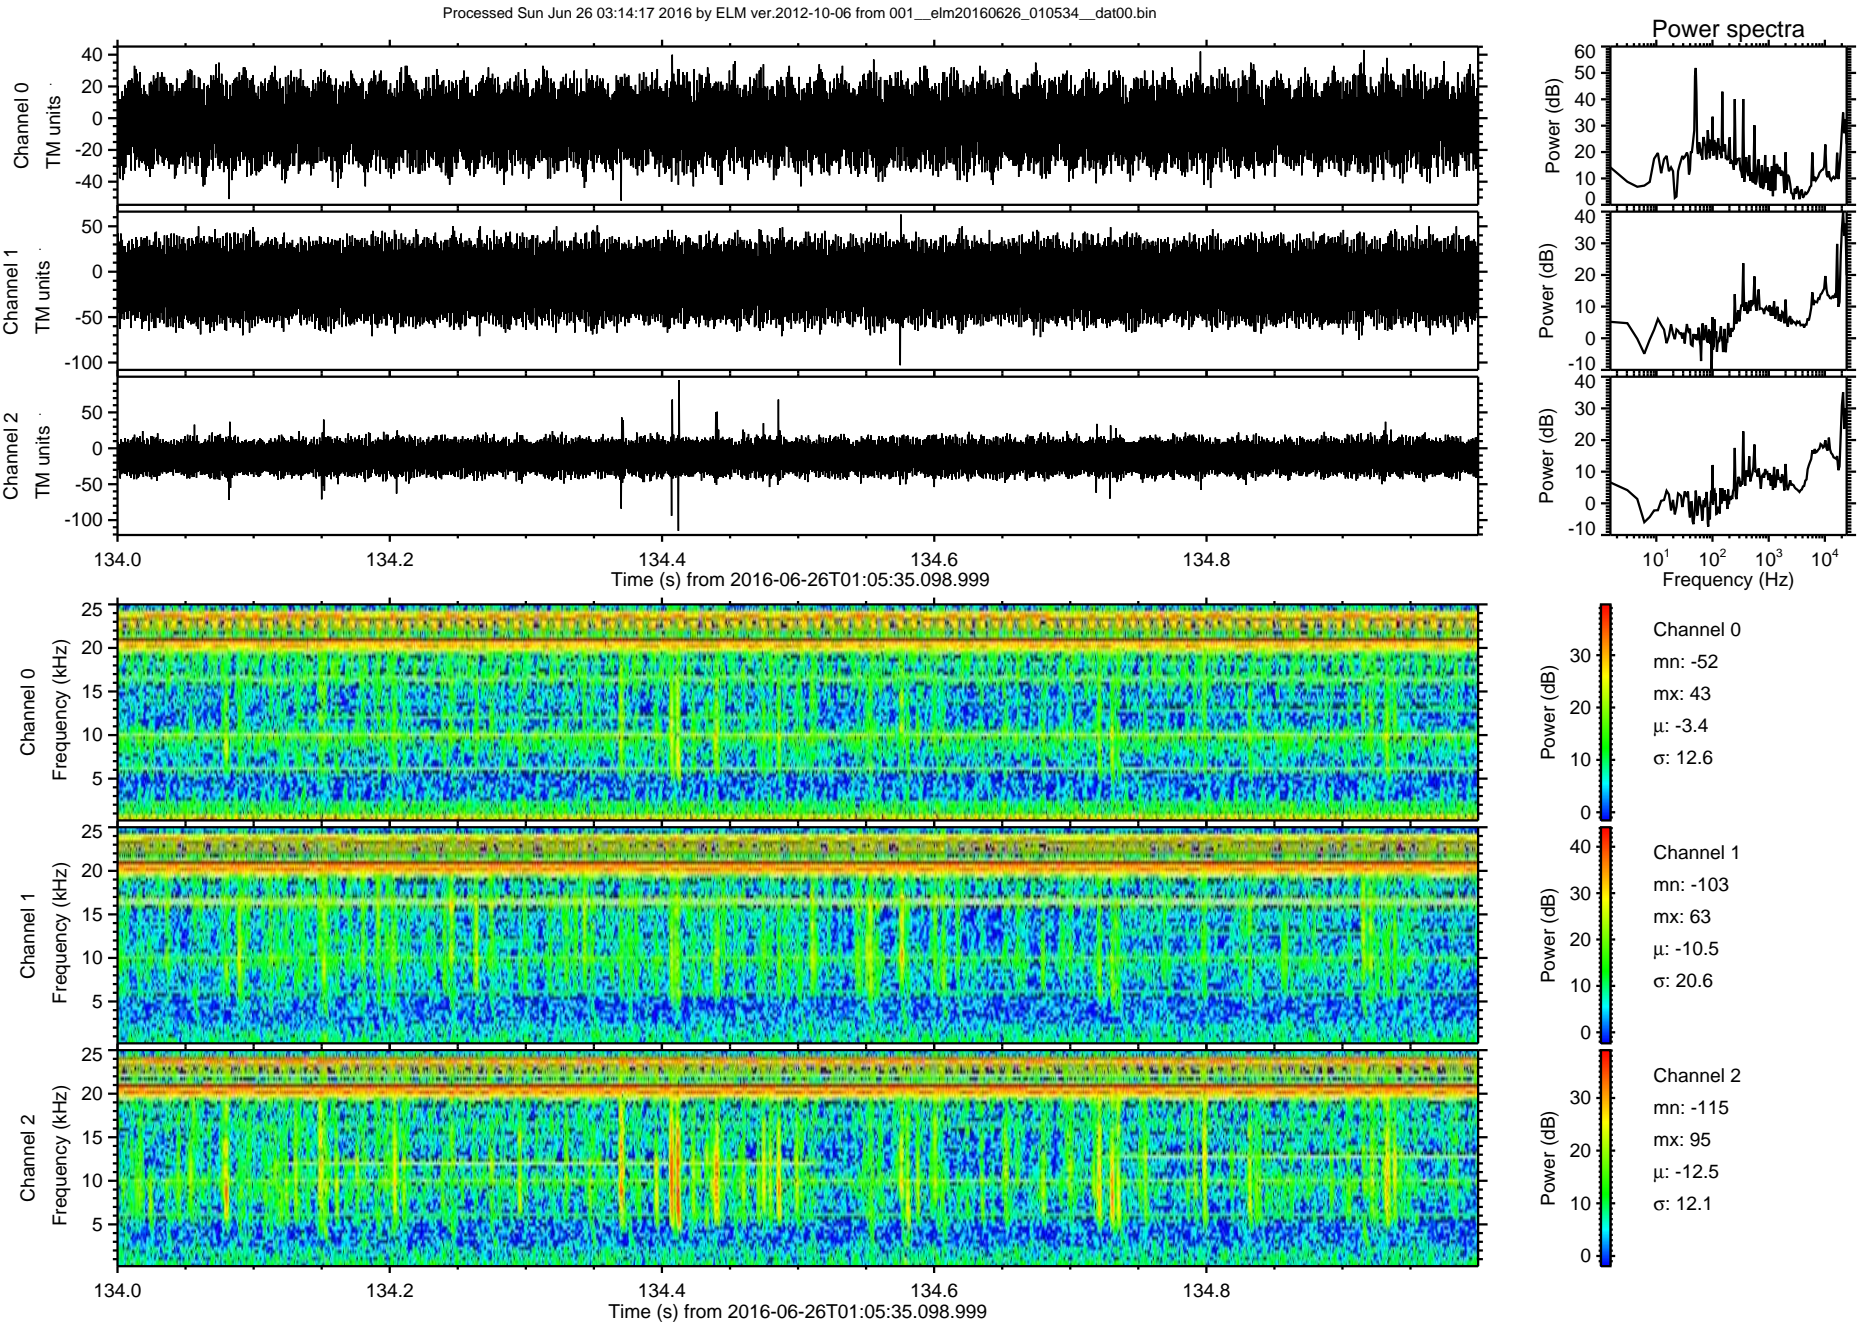 Processed Sun Jun 26 03:14:17 2016 by ELM ver.2012-10-06 from 001__elm20160626_010534__dat00.bin
Power spectra
Channel 0
TM units
40
20
0
-20
-40
Power (dB)
60
50
40
30
20
10
0
Channel 1
TM units
50
0
-50
-100
Power (dB)
40
30
20
10
0
-10
Channel 2
TM units
50
0
-50
-100
Power (dB)
40
30
20
10
0
-10
134.0 134.2 134.4 134.6 134.8
Time (s) from 2016-06-26T01:05:35.098.999
10¹ 10² 10³ 10⁴
Frequency (Hz)
Channel 0
Frequency (kHz)
25
20
15
10
5
Power (dB)
30
20
10
0
Channel 0
mn: -52
mx: 43
μ: -3.4
σ: 12.6
Channel 1
Frequency (kHz)
25
20
15
10
5
Power (dB)
40
30
20
10
0
Channel 1
mn: -103
mx: 63
μ: -10.5
σ: 20.6
Channel 2
Frequency (kHz)
25
20
15
10
5
Power (dB)
30
20
10
0
Channel 2
mn: -115
mx: 95
μ: -12.5
σ: 12.1
134.0 134.2 134.4 134.6 134.8
Time (s) from 2016-06-26T01:05:35.098.999